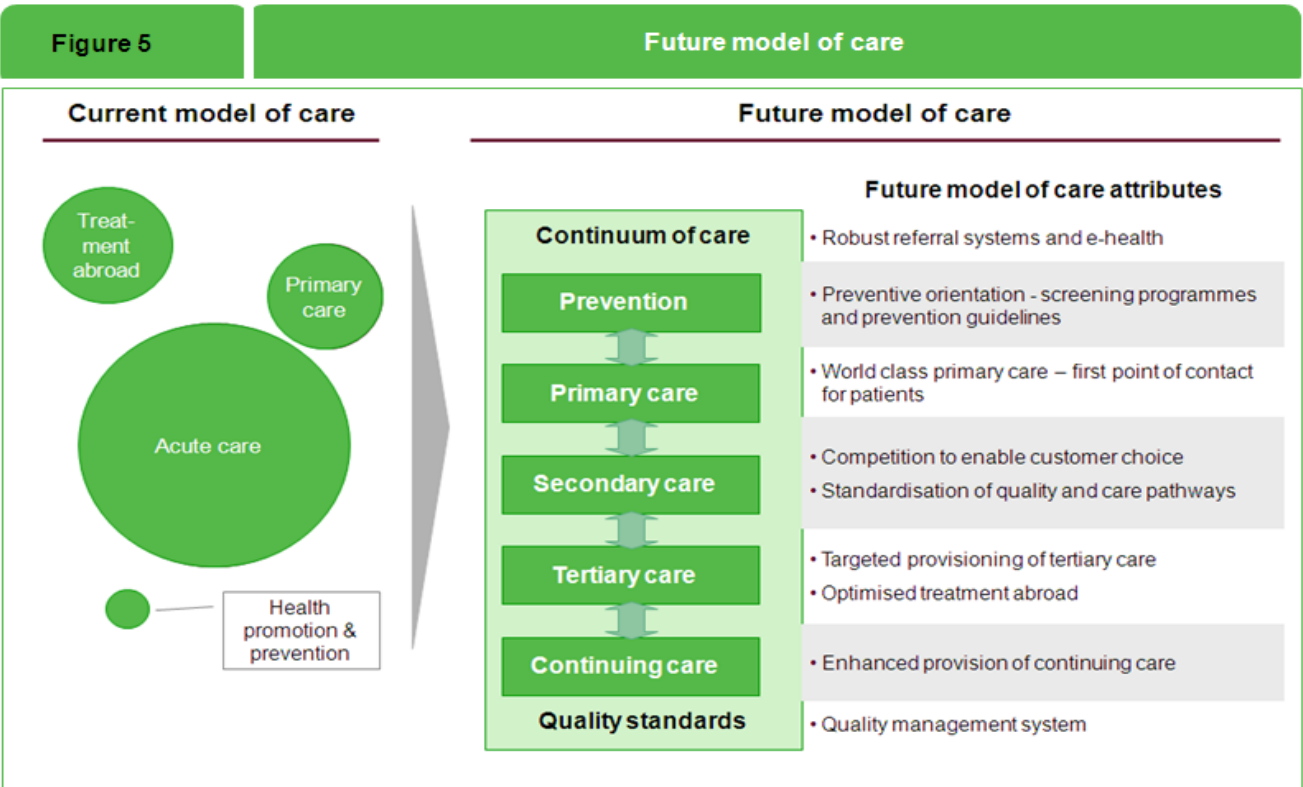 Figure 5
Future model of care
Current model of care
Treat-
ment
abroad
Primary
care
Acute care
Health
promotion &
prevention
Future model of care
Continuum of care
Prevention
Primary care
Secondary care
Tertiary care
Continuing care
Quality standards
Future model of care attributes
• Robust referral systems and e-health
• Preventive orientation - screening programmes
and prevention guidelines
• World class primary care – first point of contact
for patients
• Competition to enable customer choice
• Standardisation of quality and care pathways
• Targeted provisioning of tertiary care
• Optimised treatment abroad
• Enhanced provision of continuing care
• Quality management system